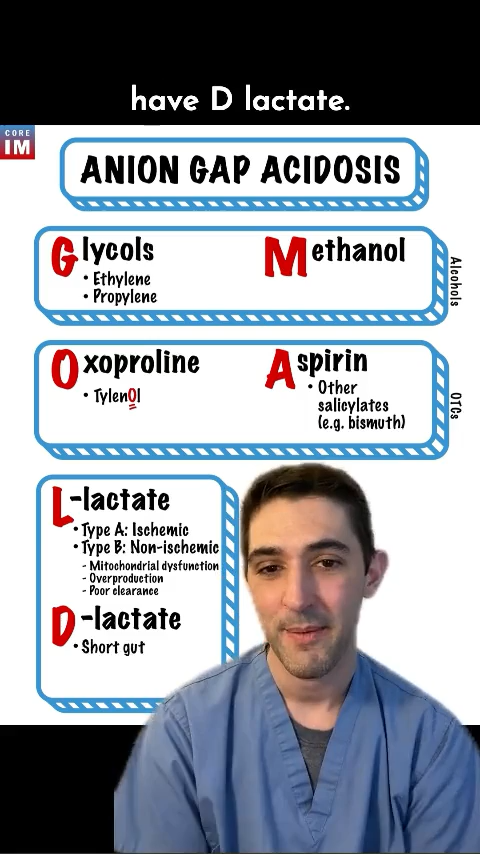 have D lactate.
CORE
IM
ANION GAP ACIDOSIS
Glycols
• Ethylene
• Propylene
Methanol
Alcohols
Oxoproline
• TylenOl
Aspirin
• Other
salicylates
(e.g. bismuth)
OTCs
L-lactate
• Type A: Ischemic
• Type B: Non-ischemic
- Mitochondrial dysfunction
- Overproduction
- Poor clearance
D-lactate
• Short gut